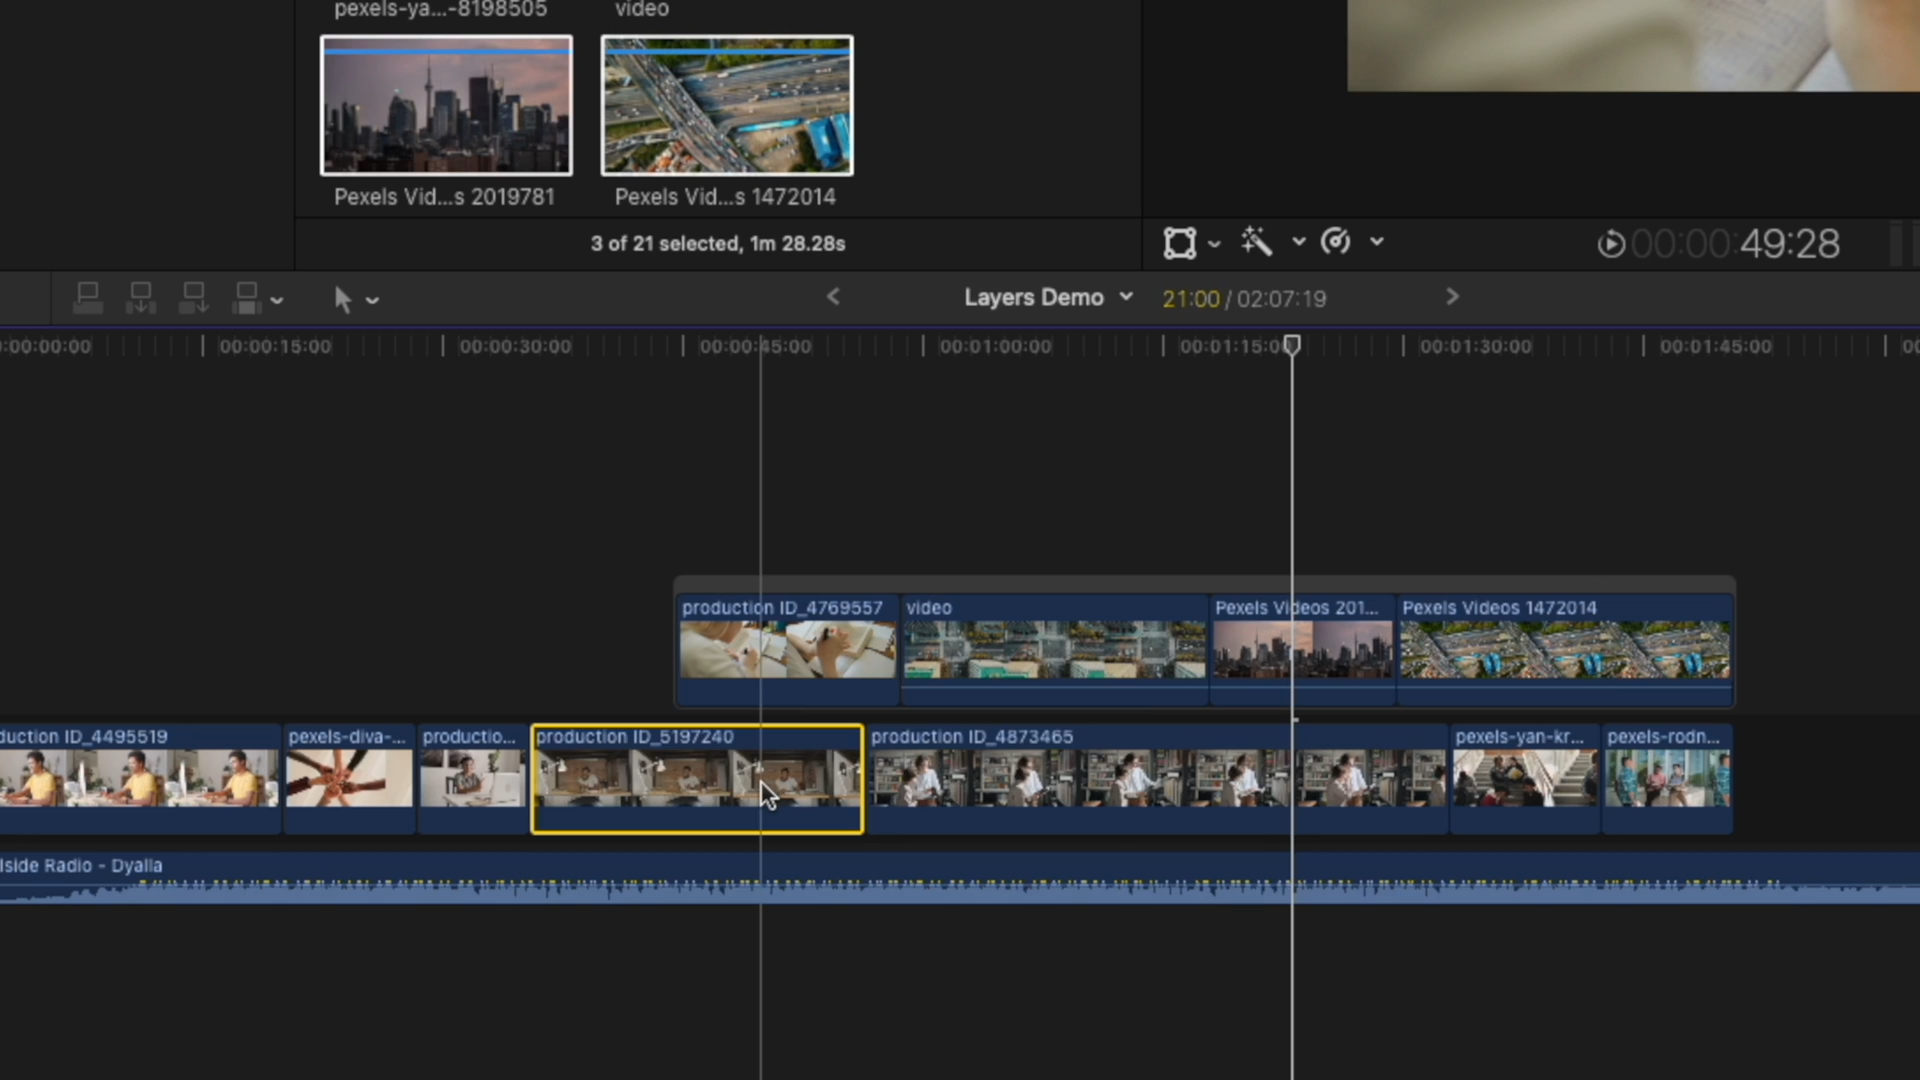 pexels-ya...-8198505
video
Pexels Vid...s 2019781
Pexels Vid...s 1472014
3 of 21 selected, 1m 28.28s
00:00:49:28
Layers Demo
21:00 / 02:07:19
:00:00:00
00:00:15:00
00:00:30:00
00:00:45:00
00:01:00:00
00:01:15:00
00:01:30:00
00:01:45:00
00
production ID_4769557
video
Pexels Videos 201...
Pexels Videos 1472014
duction ID_4495519
pexels-diva-...
productio...
production ID_5197240
production ID_4873465
pexels-yan-kr...
pexels-rodn...
lside Radio - Dyalla